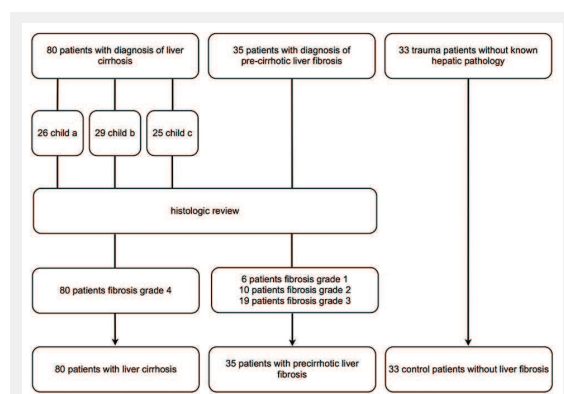 80 patients with diagnosis of liver
cirrhosis
35 patients with diagnosis of
pre-cirrhotic liver fibrosis
33 trauma patients without known
hepatic pathology
26 child a
29 child b
25 child c
histologic review
80 patients fibrosis grade 4
6 patients fibrosis grade 1
10 patients fibrosis grade 2
19 patients fibrosis grade 3
80 patients with liver cirrhosis
35 patients with precirrhotic liver
fibrosis
33 control patients without liver fibrosis